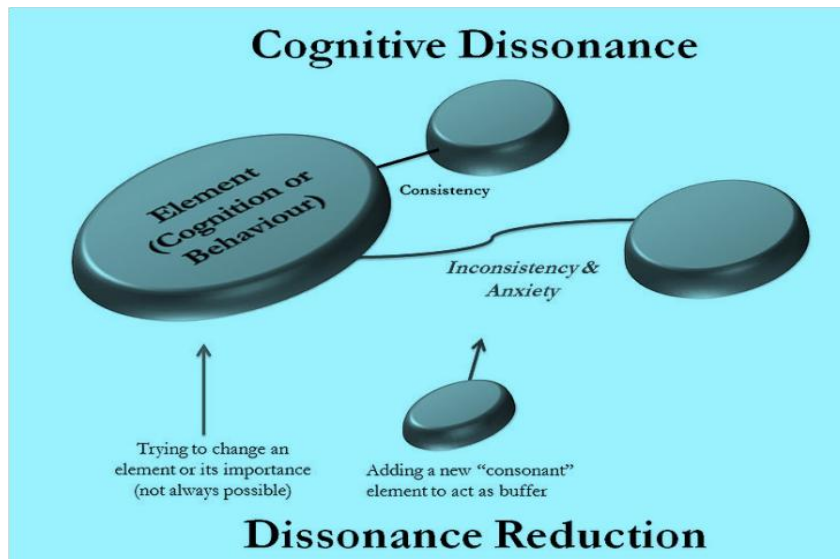 Cognitive Dissonance
Element
(Cognition or
Behaviour)
Consistency
Inconsistency &
Anxiety
Trying to change an
element or its importance
(not always possible)
Adding a new “consonant”
element to act as buffer
Dissonance Reduction